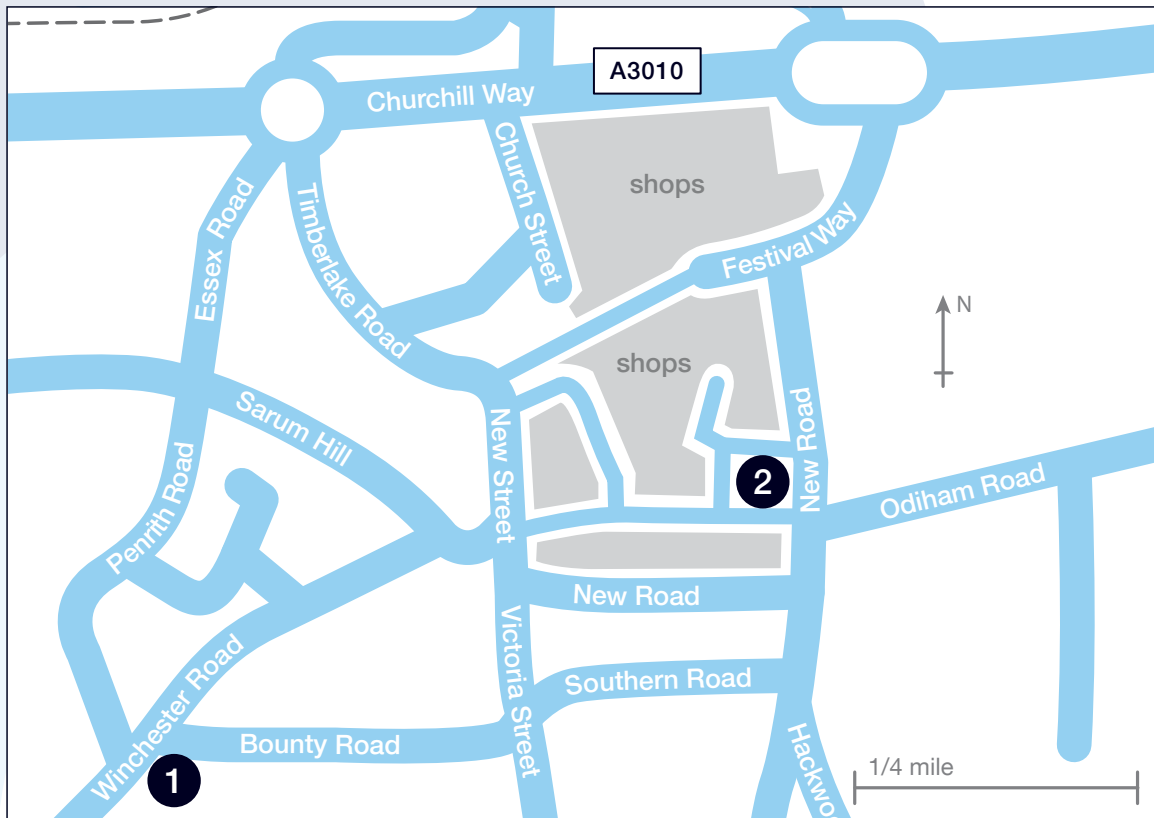 A3010
Churchill Way
Church Street
shops
Essex Road
Timberlake Road
Festival Way
N
shops
Sarum Hill
New Street
New Road
2
Odiham Road
Penrith Road
New Road
Victoria Street
Winchester Road
Southern Road
Bounty Road
Hackwo
1
1/4 mile